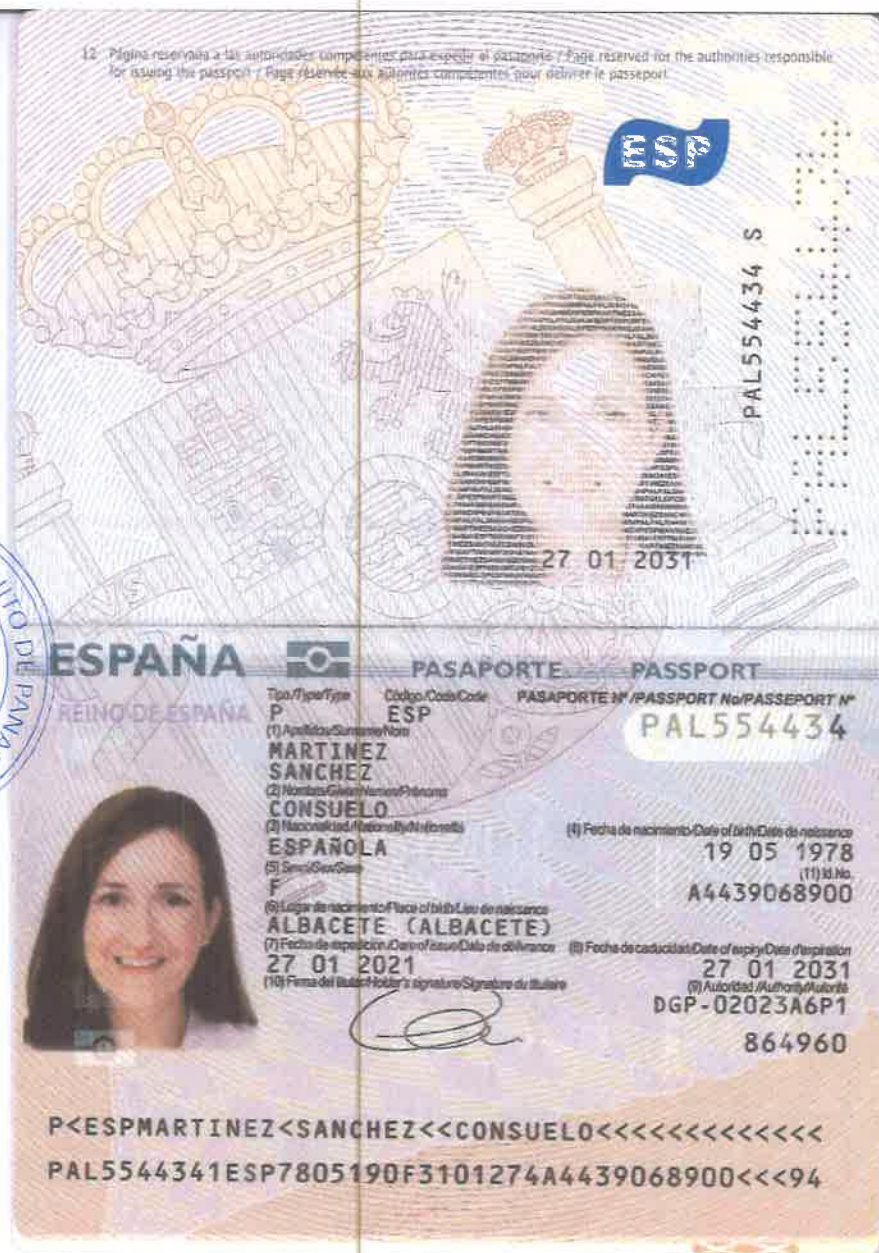 12 Página reservada a las autoridades competentes para expedir el pasaporte / Page reserved for the authorities responsible
for issuing the passport / Page réservée aux autorités compétentes pour délivrer le passeport
ESP
PAL554434 S
27 01 2031
ESPAÑA
PASAPORTE PASSPORT
REINO DE ESPAÑA
Tipo/Type/Type Código/Code/Code PASAPORTE Nº/PASSPORT No/PASSEPORT Nº
P ESP PAL554434
(1) Apellidos/Surname/Nom
MARTINEZ
SANCHEZ
(2) Nombre/Given Names/Prénoms
CONSUELO
(3) Nacionalidad/Nationality/Nationalité (4) Fecha de nacimiento/Date of birth/Date de naissance
ESPAÑOLA 19 05 1978
(5) Sexo/Sex/Sexe (11) Id.No.
F A4439068900
(6) Lugar de nacimiento/Place of birth/Lieu de naissance
ALBACETE (ALBACETE)
(7) Fecha de expedición/Date of issue/Date de délivrance (8) Fecha de caducidad/Date of expiry/Date d'expiration
27 01 2021 27 01 2031
(10) Firma del titular/Holder's signature/Signature du titulaire (9) Autoridad/Authority/Autorité
DGP-02023A6P1
864960
P<ESPMARTINEZ<SANCHEZ<<CONSUELO<<<<<<<<<<<<<
PAL5544341ESP7805190F3101274A4439068900<<<94